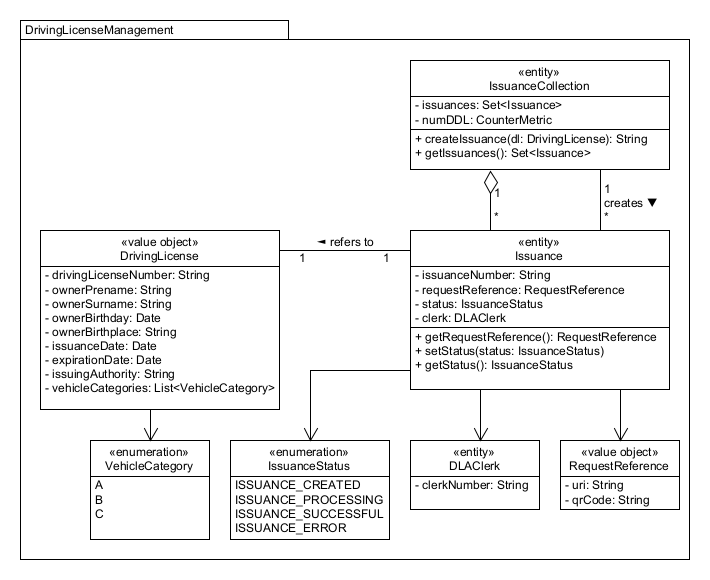 DrivingLicenseManagement
«entity»
IssuanceCollection
- issuances: Set<Issuance>
- numDDL: CounterMetric
+ createIssuance(dl: DrivingLicense): String
+ getIssuances(): Set<Issuance>
1
*
1
creates ▼
*
«value object»
DrivingLicense
- drivingLicenseNumber: String
- ownerPrename: String
- ownerSurname: String
- ownerBirthday: Date
- ownerBirthplace: String
- issuanceDate: Date
- expirationDate: Date
- issuingAuthority: String
- vehicleCategories: List<VehicleCategory>
◄ refers to
1
1
«entity»
Issuance
- issuanceNumber: String
- requestReference: RequestReference
- status: IssuanceStatus
- clerk: DLAClerk
+ getRequestReference(): RequestReference
+ setStatus(status: IssuanceStatus)
+ getStatus(): IssuanceStatus
«enumeration»
VehicleCategory
A
B
C
«enumeration»
IssuanceStatus
ISSUANCE_CREATED
ISSUANCE_PROCESSING
ISSUANCE_SUCCESSFUL
ISSUANCE_ERROR
«entity»
DLAClerk
- clerkNumber: String
«value object»
RequestReference
- uri: String
- qrCode: String